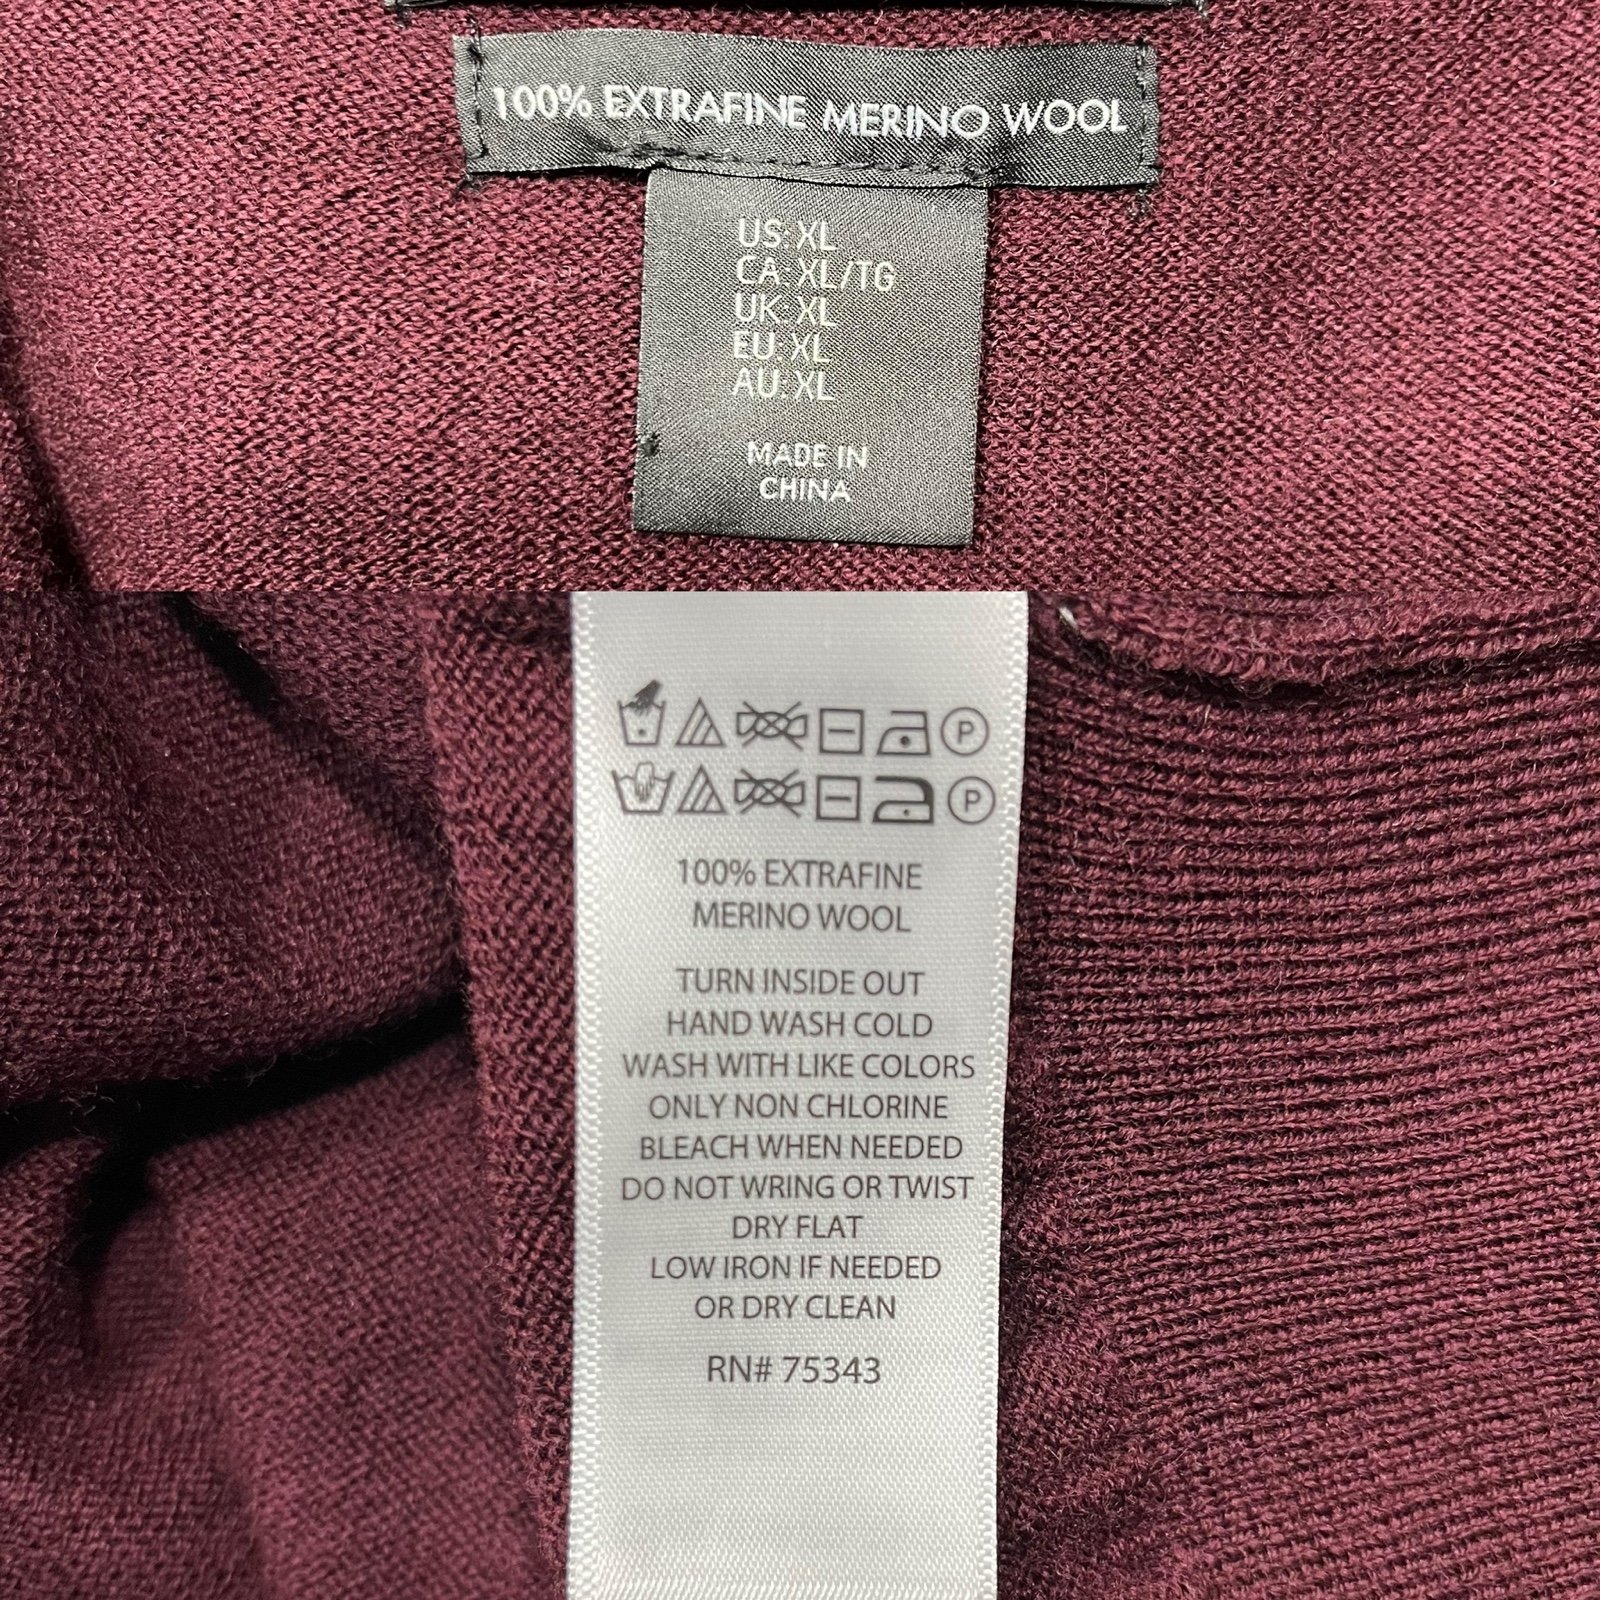 100% EXTRAFINE MERINO WOOL
US: XL
CA: XL/TG
UK: XL
EU: XL
AU: XL
MADE IN
CHINA
P
P
100% EXTRAFINE
MERINO WOOL
TURN INSIDE OUT
HAND WASH COLD
WASH WITH LIKE COLORS
ONLY NON CHLORINE
BLEACH WHEN NEEDED
DO NOT WRING OR TWIST
DRY FLAT
LOW IRON IF NEEDED
OR DRY CLEAN
RN# 75343